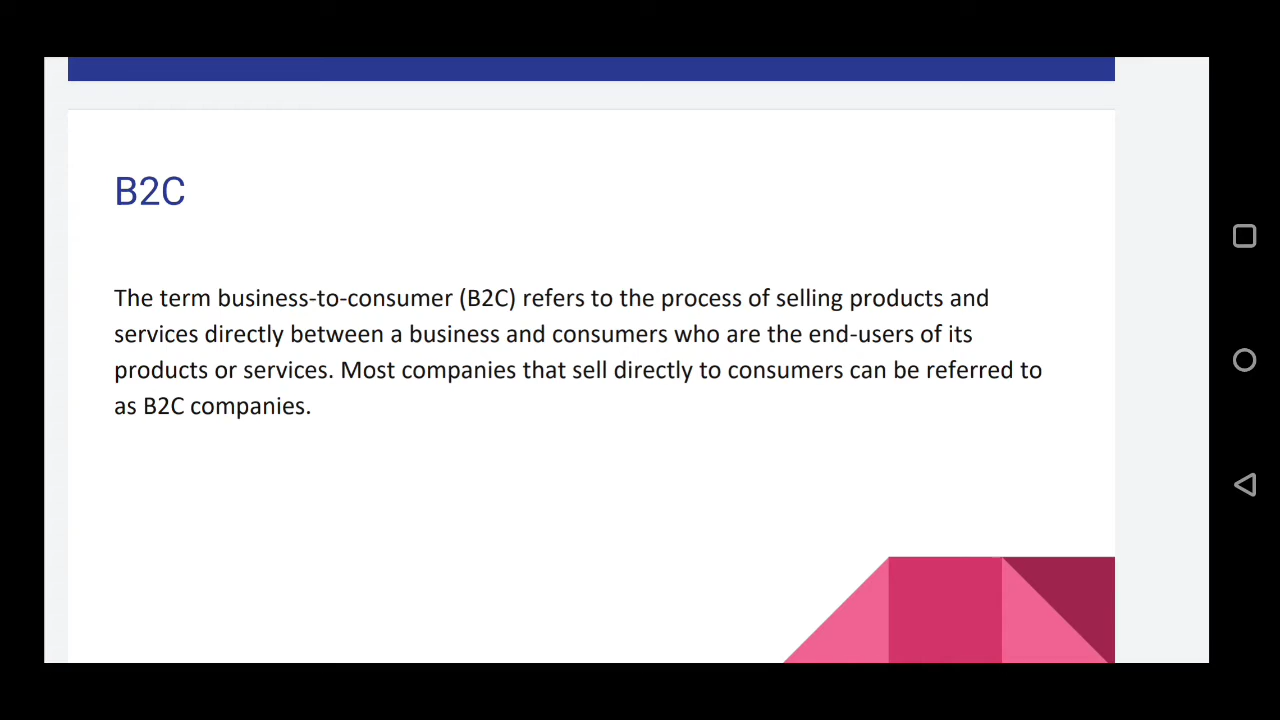 B2C
The term business-to-consumer (B2C) refers to the process of selling products and
services directly between a business and consumers who are the end-users of its
products or services. Most companies that sell directly to consumers can be referred to
as B2C companies.